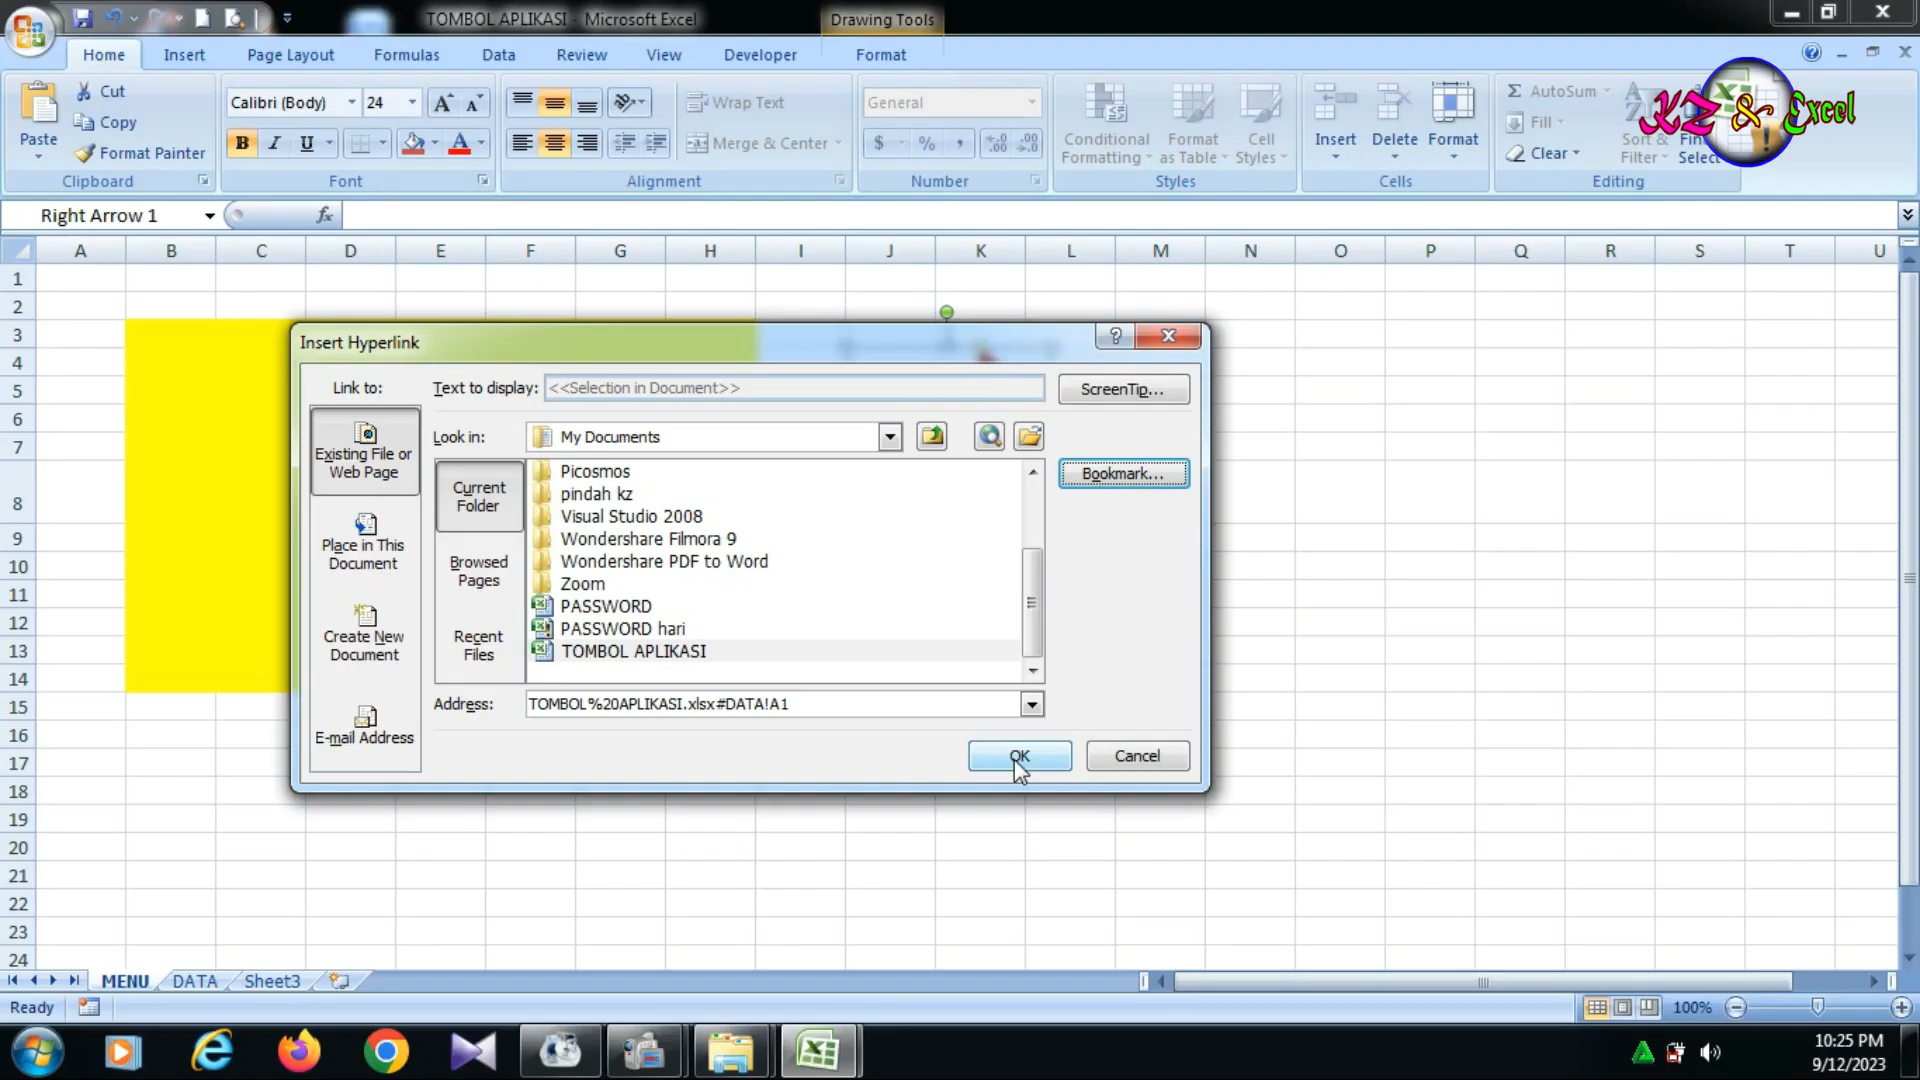 TOMBOL APLIKASI - Microsoft Excel
Drawing Tools
Home
Insert
Page Layout
Formulas
Data
Review
View
Developer
Format
Paste
Cut
Copy
Format Painter
Clipboard
Calibri (Body)
24
B I U
A
Font
Wrap Text
Merge & Center
Alignment
General
$ % ,
Number
Conditional Formatting
Format as Table
Cell Styles
Styles
Insert
Delete
Format
Cells
Σ AutoSum
Fill
Clear
Sort & Filter
Find Select
Editing
KZ & Excel
Right Arrow 1
fx
A B C D E F G H I J K L M N O P Q R S T U
1
2
3
4
5
6
7
8
9
10
11
12
13
14
15
16
17
18
19
20
21
22
23
24
Insert Hyperlink
?
Link to:
Text to display:
<<Selection in Document>>
ScreenTip...
Existing File or Web Page
Place in This Document
Create New Document
E-mail Address
Look in:
My Documents
Bookmark...
Current Folder
Browsed Pages
Recent Files
Picosmos
pindah kz
Visual Studio 2008
Wondershare Filmora 9
Wondershare PDF to Word
Zoom
PASSWORD
PASSWORD hari
TOMBOL APLIKASI
Address:
TOMBOL%20APLIKASI.xlsx#DATA!A1
OK
Cancel
MENU
DATA
Sheet3
Ready
100%
10:25 PM
9/12/2023